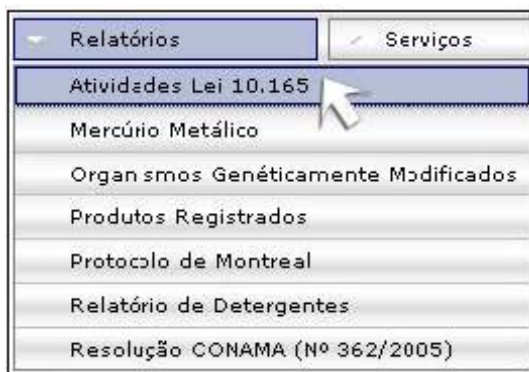 Relatórios Serviços
Atividades Lei 10.165
Mercúrio Metálico
Organismos Genéticamente Modificados
Produtos Registrados
Protocolo de Montreal
Relatório de Detergentes
Resolução CONAMA (Nº 362/2005)